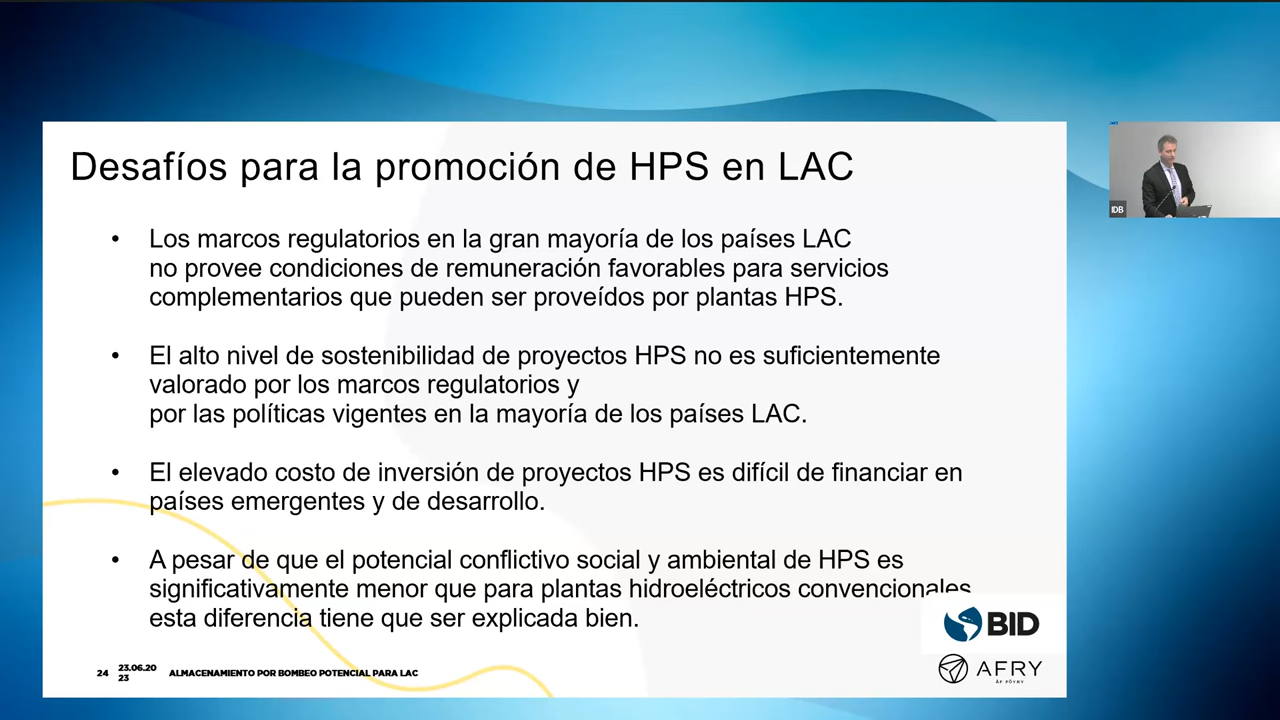 Desafíos para la promoción de HPS en LAC
• Los marcos regulatorios en la gran mayoría de los países LAC
no provee condiciones de remuneración favorables para servicios
complementarios que pueden ser proveídos por plantas HPS.
• El alto nivel de sostenibilidad de proyectos HPS no es suficientemente
valorado por los marcos regulatorios y
por las políticas vigentes en la mayoría de los países LAC.
• El elevado costo de inversión de proyectos HPS es difícil de financiar en
países emergentes y de desarrollo.
• A pesar de que el potencial conflictivo social y ambiental de HPS es
significativamente menor que para plantas hidroeléctricos convencionales
esta diferencia tiene que ser explicada bien.
BID
AFRY
ÅF PÖYRY
24
23.06.20
23
ALMACENAMIENTO POR BOMBEO POTENCIAL PARA LAC
IDB